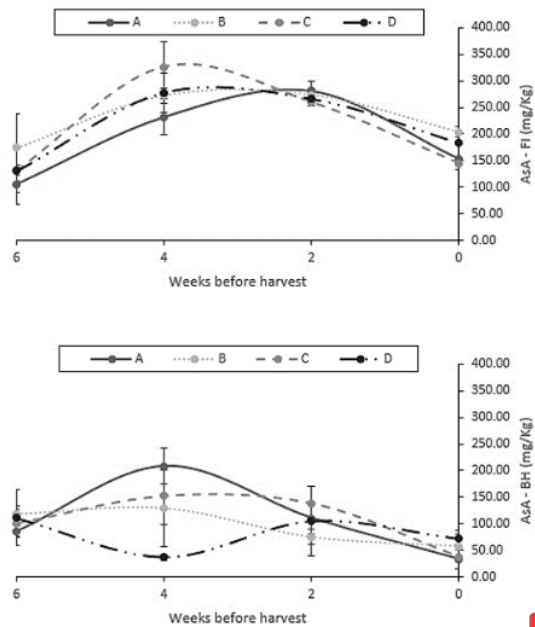 A B C D
400.00
350.00
300.00
250.00
200.00
150.00
100.00
50.00
0.00
AsA - FI (mg/Kg)
6 4 2 0
Weeks before harvest
A B C D
400.00
350.00
300.00
250.00
200.00
150.00
100.00
50.00
0.00
AsA - BH (mg/Kg)
6 4 2 0
Weeks before harvest